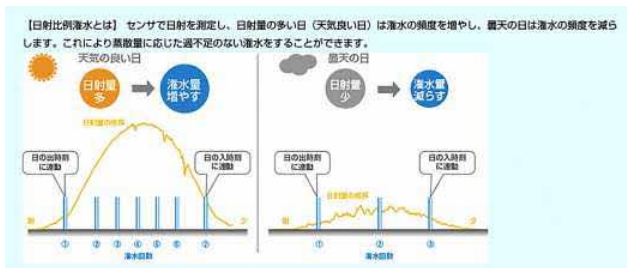 【日射比例潅水とは】 センサで日射を測定し、日射量の多い日（天気良い日）は潅水の頻度を増やし、曇天の日は潅水の頻度を減ら
します。これにより蒸散量に応じた過不足のない潅水をすることができます。
天気の良い日
日射量
多
潅水量
増やす
日射量の推移
日の出時刻
に連動
日の入時刻
に連動
朝
夕
① ② ③ ④ ⑤ ⑥ ⑦
潅水回数
曇天の日
日射量
少
潅水量
減らす
日の出時刻
に連動
日の入時刻
に連動
日射量の推移
朝
夕
① ② ③
潅水回数